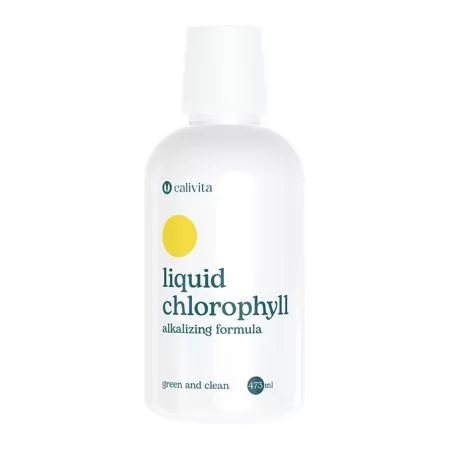 calivita
liquid
chlorophyll
alkalizing formula
green and clean 473 ml